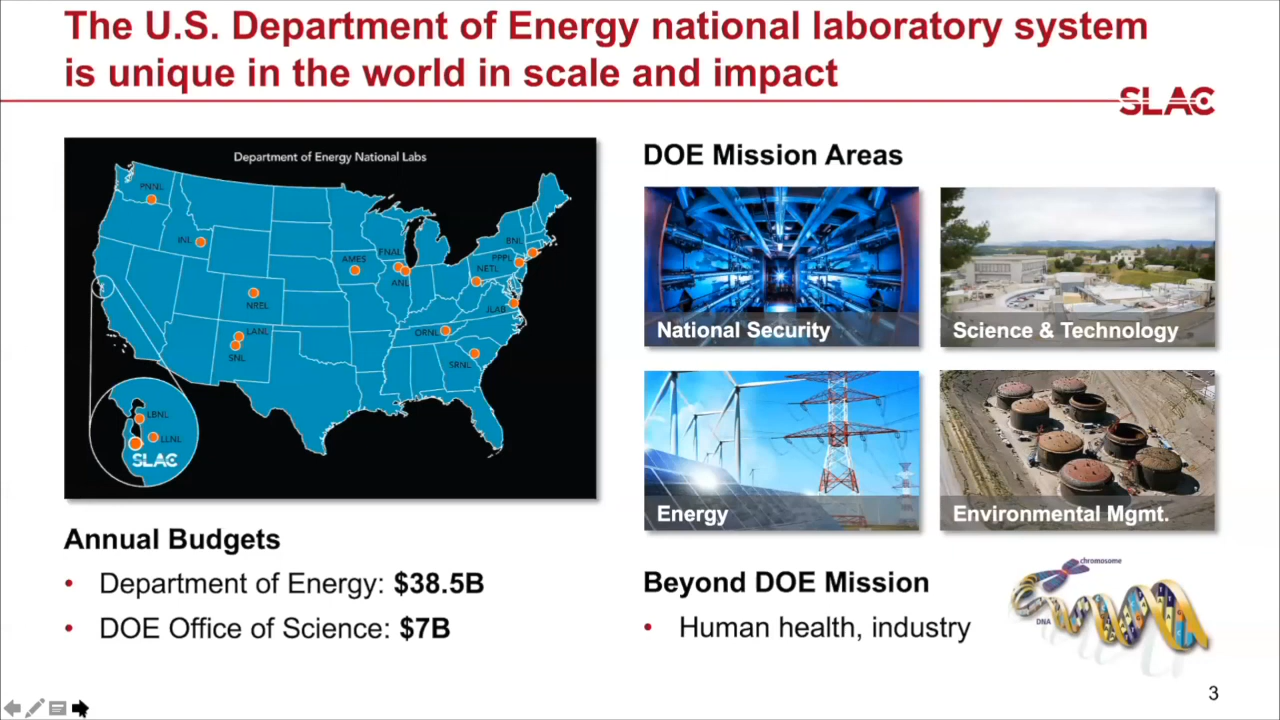 The U.S. Department of Energy national laboratory system
is unique in the world in scale and impact
SLAC
Department of Energy National Labs
PNNL
INL
AMES
FNAL
ANL
BNL
PPPL
NETL
JLAB
NREL
LANL
SNL
ORNL
SRNL
LBNL
LLNL
SLAC
Annual Budgets
• Department of Energy: $38.5B
• DOE Office of Science: $7B
DOE Mission Areas
National Security
Science & Technology
Energy
Environmental Mgmt.
Beyond DOE Mission
• Human health, industry
chromosome
DNA
3